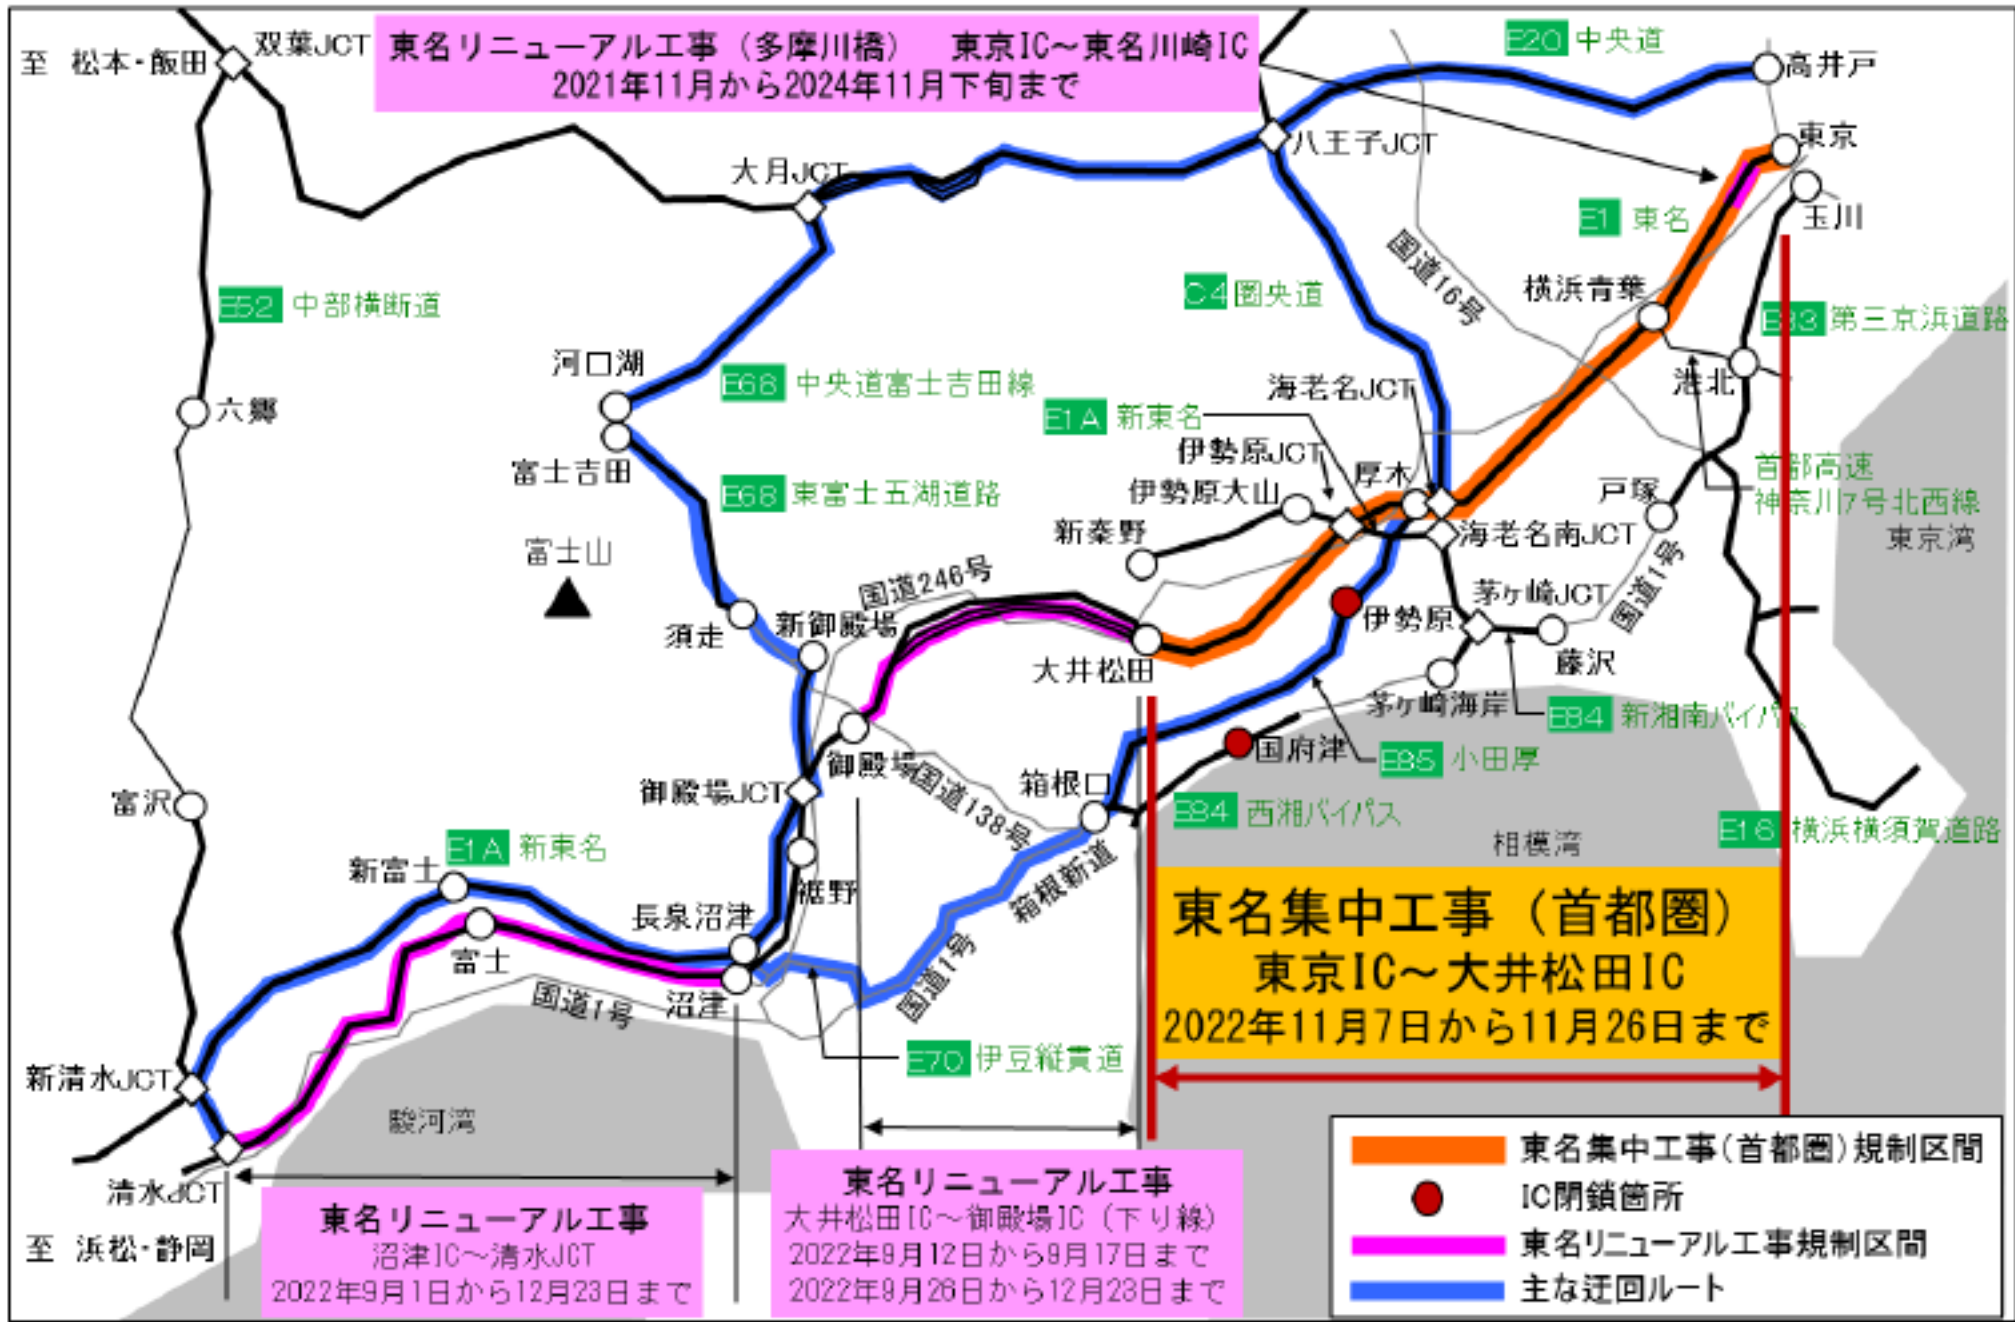 至 松本・飯田
双葉JCT
東名リニューアル工事（多摩川橋）　東京IC～東名川崎IC
2021年11月から2024年11月下旬まで
E20 中央道
高井戸
東京
玉川
八王子JCT
大月JCT
E1 東名
国道16号
横浜青葉
E52 中部横断道
C4 圏央道
E83 第三京浜道路
河口湖
E68 中央道富士吉田線
海老名JCT
港北
六郷
E1A 新東名
富士吉田
伊勢原JCT
厚木
首都高速
神奈川7号北西線
E68 東富士五湖道路
伊勢原大山
戸塚
新秦野
海老名南JCT
東京湾
富士山
国道246号
茅ヶ崎JCT
国道1号
須走
新御殿場
伊勢原
大井松田
藤沢
茅ヶ崎海岸
E84 新湘南バイパス
御殿場
国府津
E85 小田厚
御殿場JCT
国道138号
箱根口
富沢
E84 西湘バイパス
E16 横浜横須賀道路
相模湾
E1A 新東名
新富士
裾野
箱根新道
長泉沼津
富士
国道1号
沼津
国道1号
東名集中工事（首都圏）
東京IC～大井松田IC
2022年11月7日から11月26日まで
E70 伊豆縦貫道
新清水JCT
駿河湾
清水JCT
至 浜松・静岡
東名リニューアル工事
沼津IC～清水JCT
2022年9月1日から12月23日まで
東名リニューアル工事
大井松田IC～御殿場IC（下り線）
2022年9月12日から9月17日まで
2022年9月26日から12月23日まで
東名集中工事(首都圏)規制区間
IC閉鎖箇所
東名リニューアル工事規制区間
主な迂回ルート